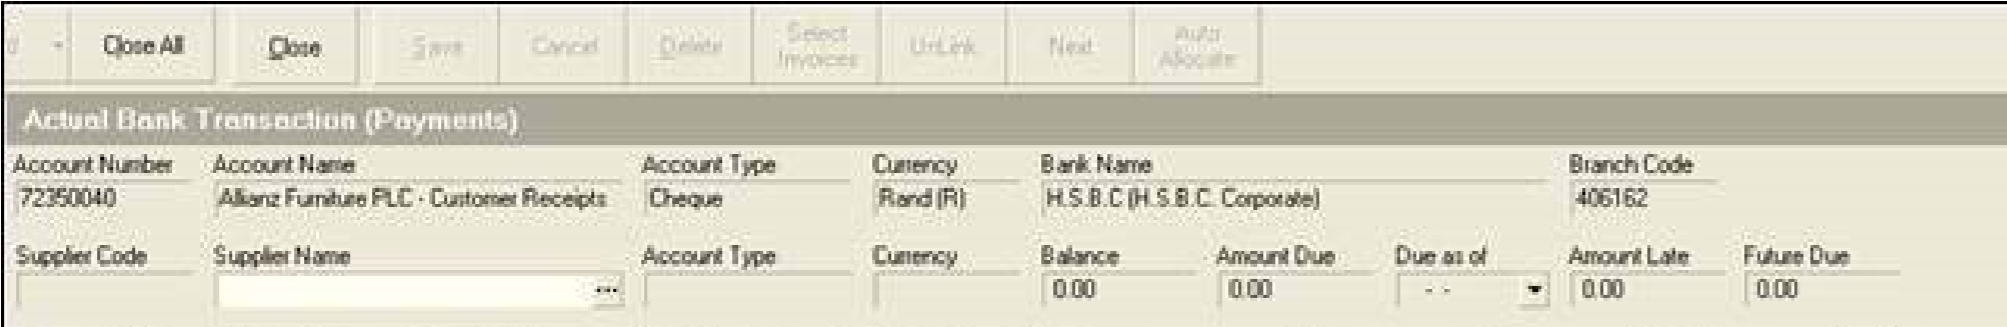 Close All Close Save Cancel Delete Select Invoices UnLink Next Auto Allocate
Actual Bank Transaction (Payments)
Account Number Account Name Account Type Currency Bank Name Branch Code
72350040 Allianz Furniture PLC - Customer Receipts Cheque Rand (R) H.S.B.C (H.S.B.C. Corporate) 406162
Supplier Code Supplier Name Account Type Currency Balance Amount Due Due as of Amount Late Future Due
... 0.00 0.00 - - 0.00 0.00